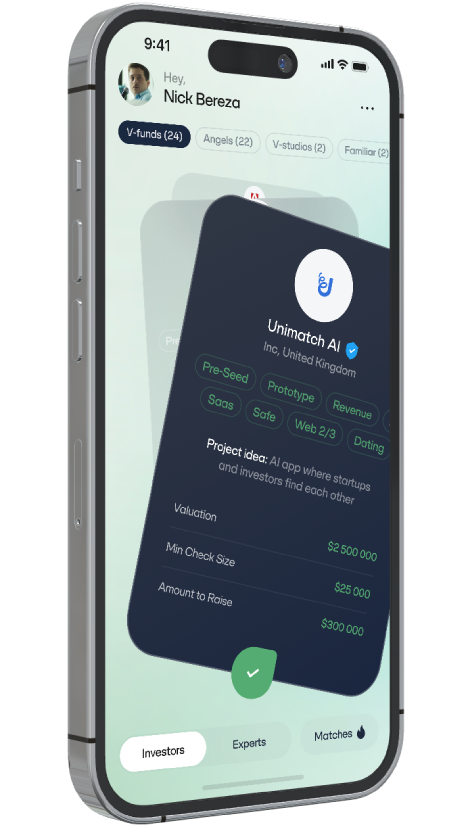 9:41
Hey,
Nick Bereza
V-funds (24)
Angels (22)
V-studios (2)
Familiar (2)
Unimatch AI
Inc, United Kingdom
Pre-Seed
Prototype
Revenue
Saas
Safe
Web 2/3
Dating
Project idea: AI app where startups
and investors find each other
Valuation
$2 500 000
Min Check Size
$25 000
Amount to Raise
$300 000
Investors
Experts
Matches